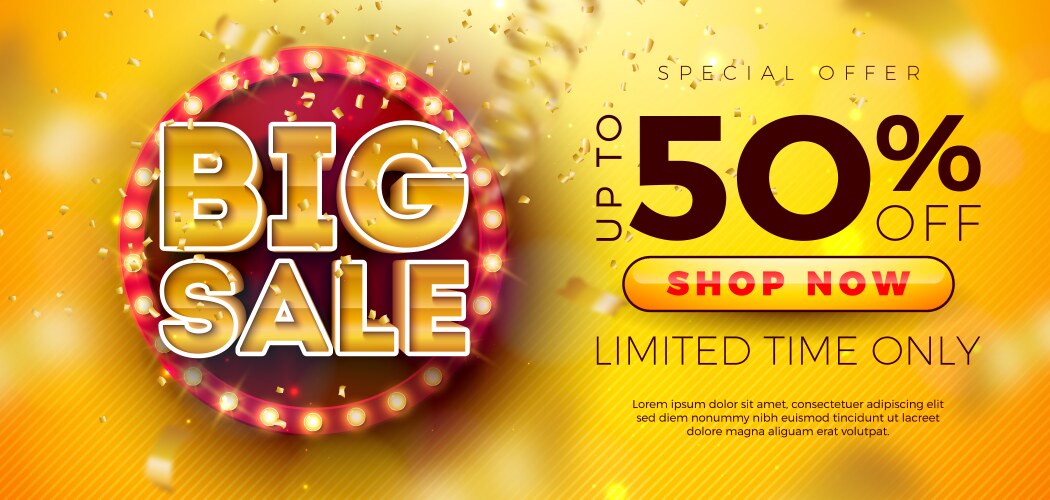 BIG
SALE
SPECIAL OFFER
UP TO
50%
OFF
SHOP NOW
LIMITED TIME ONLY
Lorem ipsum dolor sit amet, consectetuer adipiscing elit
sed diem nonummy nibh euismod tincidunt ut lacreet
dolore magna aliguam erat volutpat.